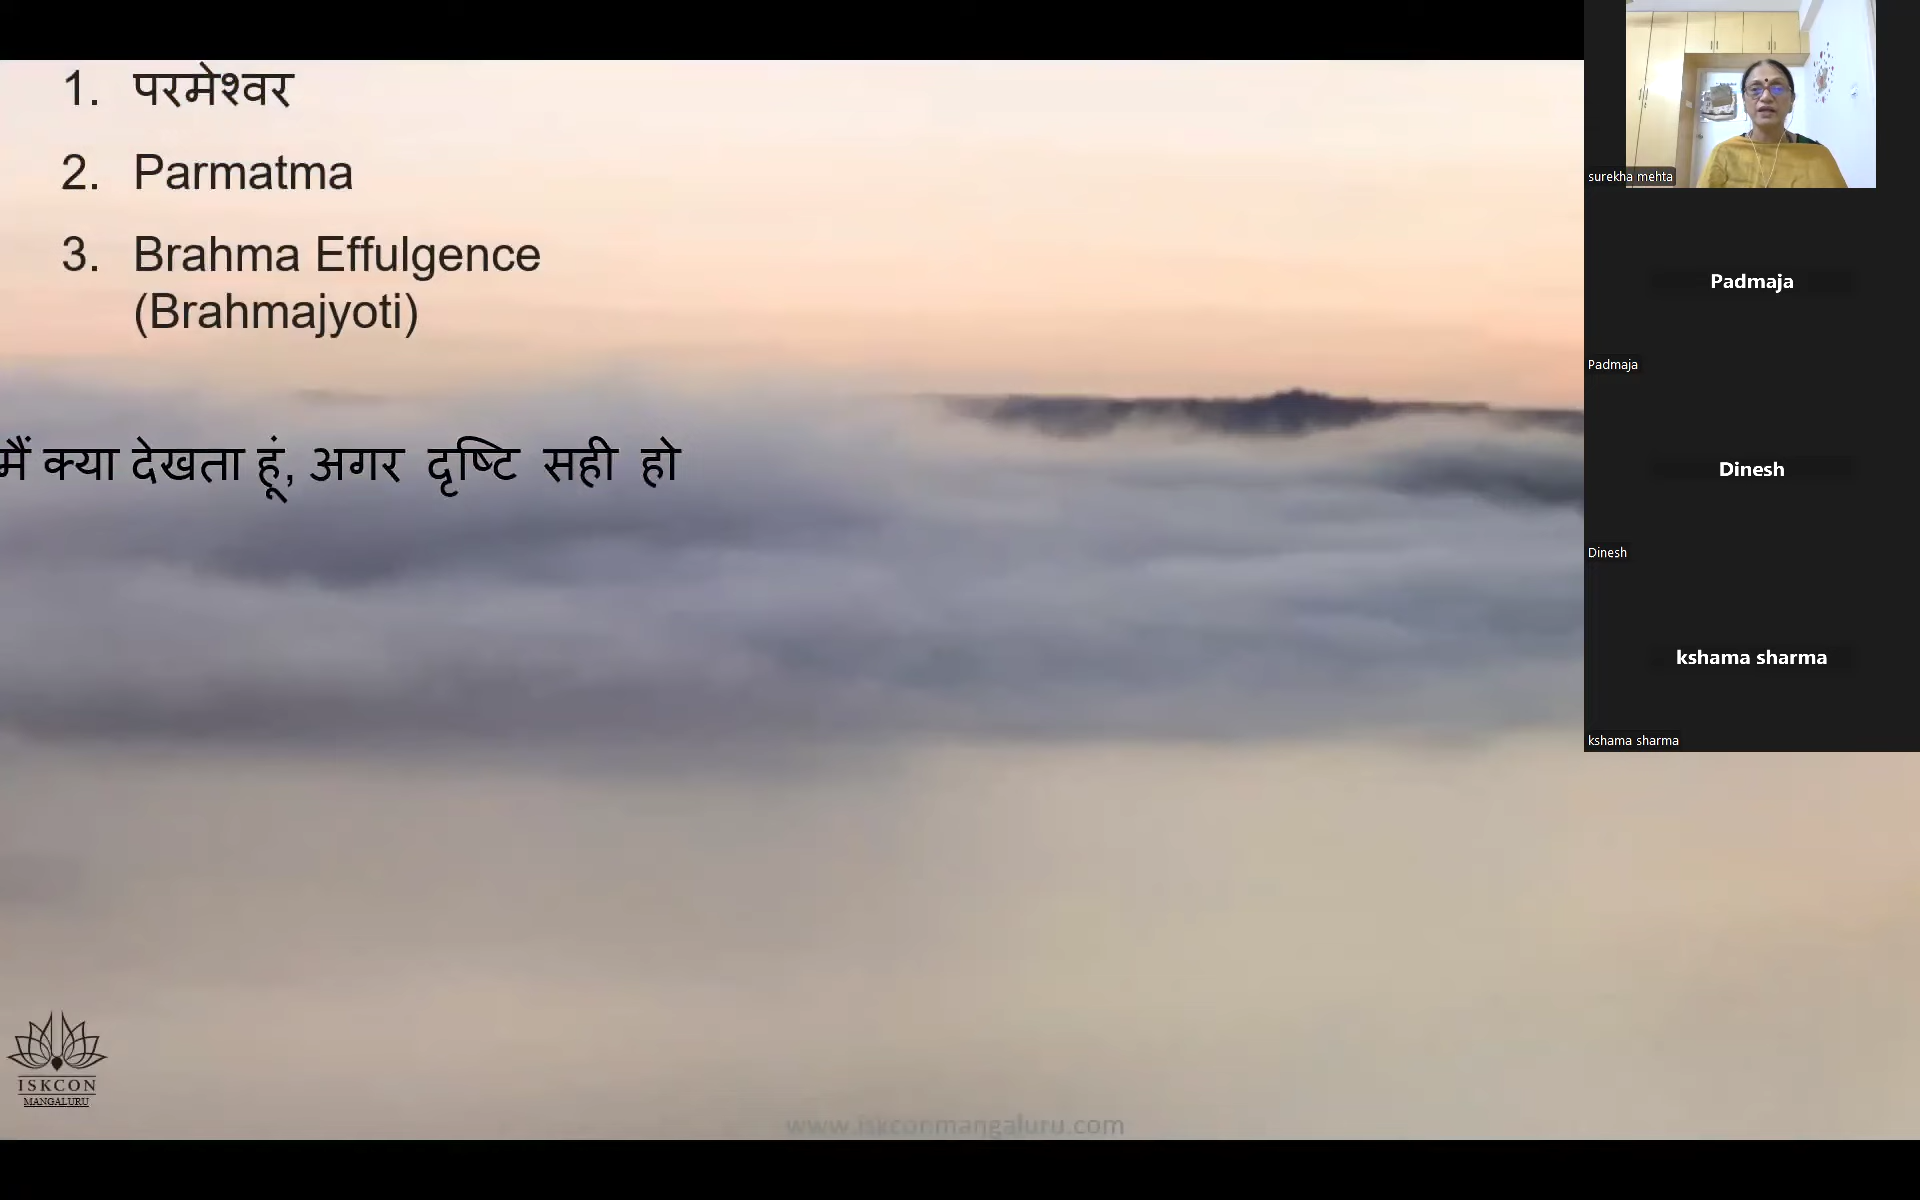 1. परमेश्वर
2. Parmatma
3. Brahma Effulgence
(Brahmajyoti)
मैं क्या देखता हूं, अगर दृष्टि सही हो
ISKCON
MANGALURU
www.iskconmangaluru.com
surekha mehta
Padmaja
Padmaja
Dinesh
Dinesh
kshama sharma
kshama sharma